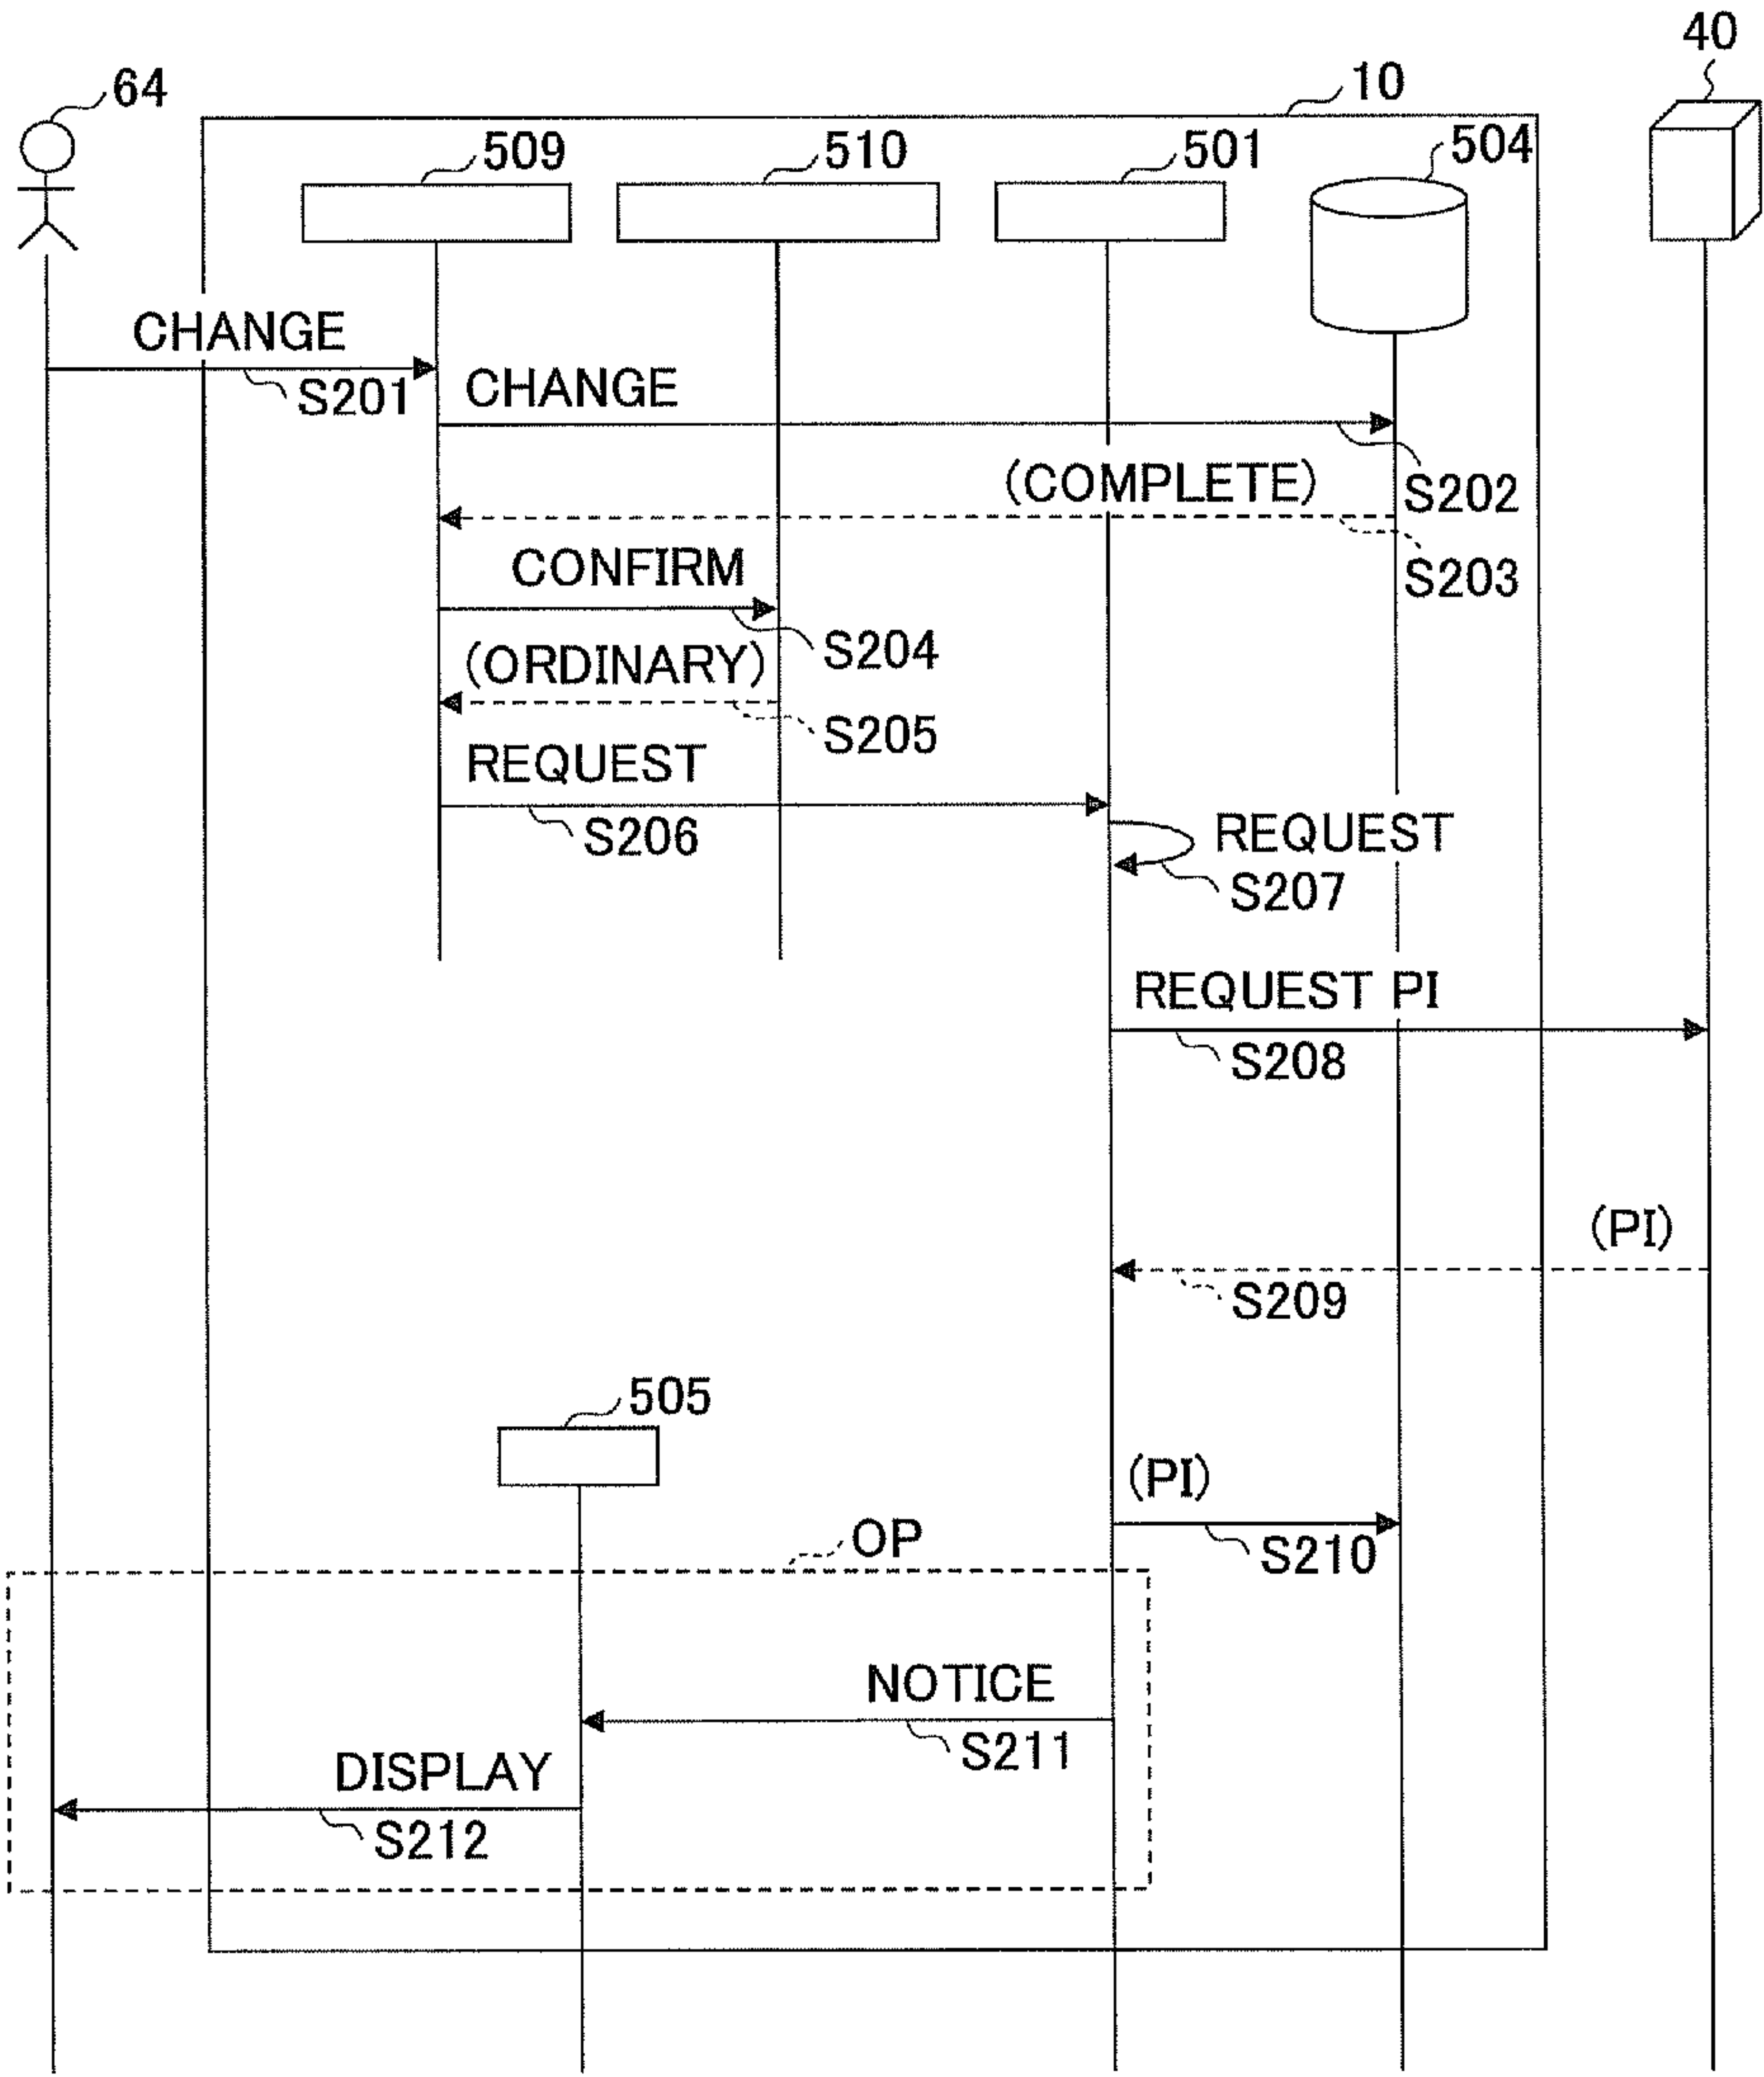 40
10
64
509
510
501
504
CHANGE
S201
CHANGE
S202
(COMPLETE)
S203
CONFIRM
S204
(ORDINARY)
S205
REQUEST
S206
REQUEST
S207
REQUEST PI
S208
(PI)
S209
505
(PI)
S210
OP
NOTICE
S211
DISPLAY
S212